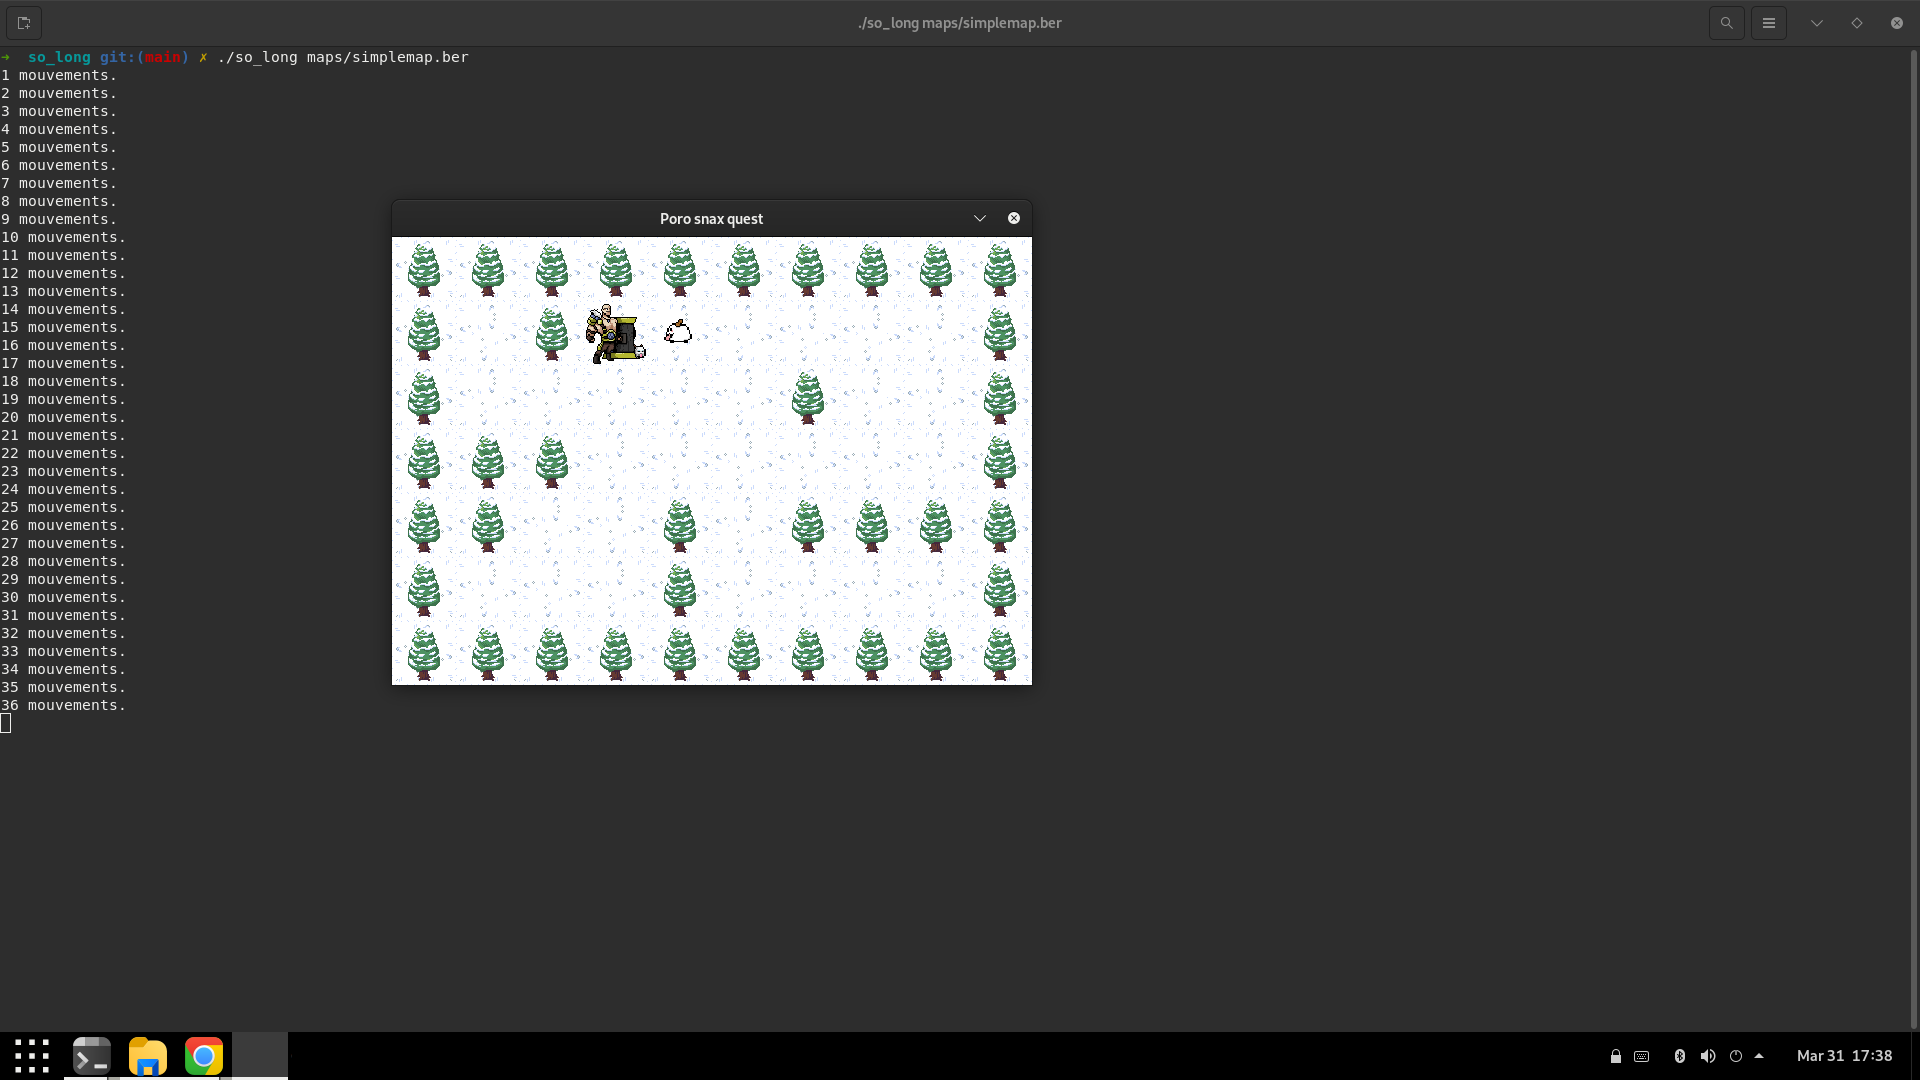 ./so_long maps/simplemap.ber
➜  so_long git:(main) ✗ ./so_long maps/simplemap.ber
1 mouvements.
2 mouvements.
3 mouvements.
4 mouvements.
5 mouvements.
6 mouvements.
7 mouvements.
8 mouvements.
9 mouvements.
10 mouvements.
11 mouvements.
12 mouvements.
13 mouvements.
14 mouvements.
15 mouvements.
16 mouvements.
17 mouvements.
18 mouvements.
19 mouvements.
20 mouvements.
21 mouvements.
22 mouvements.
23 mouvements.
24 mouvements.
25 mouvements.
26 mouvements.
27 mouvements.
28 mouvements.
29 mouvements.
30 mouvements.
31 mouvements.
32 mouvements.
33 mouvements.
34 mouvements.
35 mouvements.
36 mouvements.
Poro snax quest
Mar 31 17:38